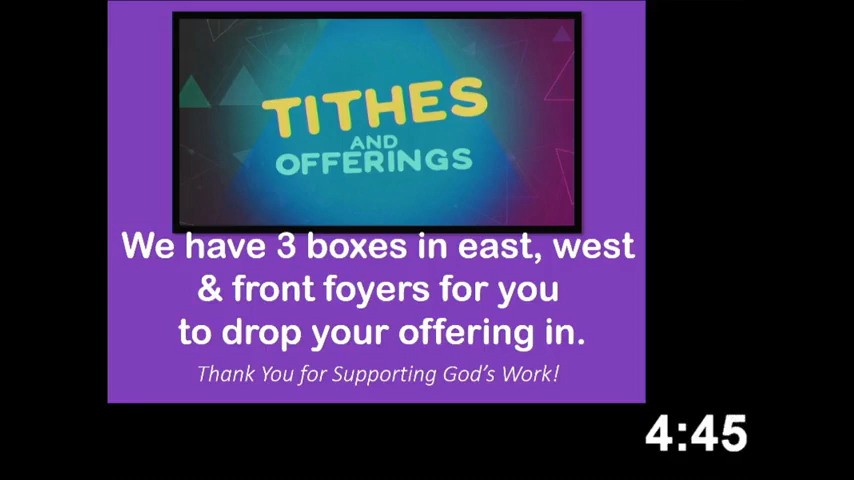 TITHES
AND
OFFERINGS
We have 3 boxes in east, west
& front foyers for you
to drop your offering in.
Thank You for Supporting God's Work!
4:45